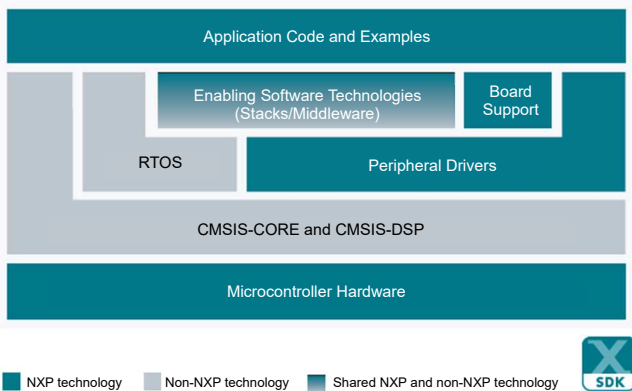 Application Code and Examples
Enabling Software Technologies
(Stacks/Middleware)
Board
Support
RTOS
Peripheral Drivers
CMSIS-CORE and CMSIS-DSP
Microcontroller Hardware
X
SDK
NXP technology
Non-NXP technology
Shared NXP and non-NXP technology